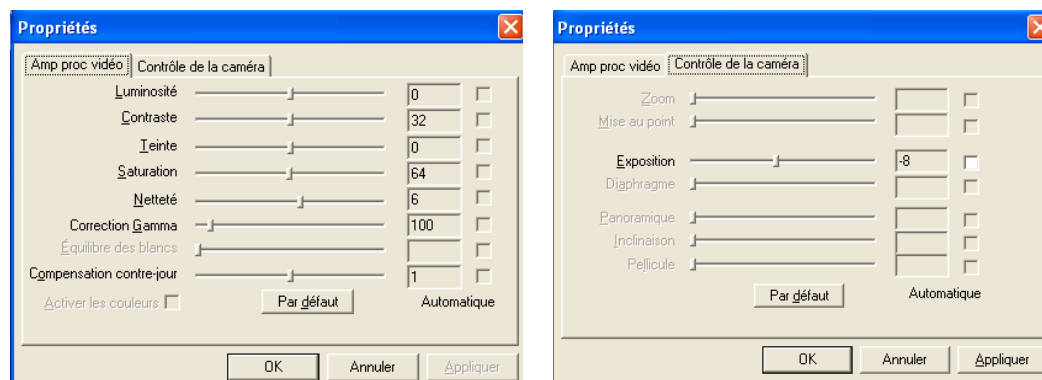 Propriétés
Amp proc vidéo Contrôle de la caméra
Luminosité 0
Contraste 32
Teinte 0
Saturation 64
Netteté 6
Correction Gamma 100
Équilibre des blancs
Compensation contre-jour 1
Activer les couleurs Par défaut Automatique
OK Annuler Appliquer
Propriétés
Amp proc vidéo Contrôle de la caméra
Zoom
Mise au point
Exposition -8
Diaphragme
Panoramique
Inclinaison
Pellicule
Par défaut Automatique
OK Annuler Appliquer